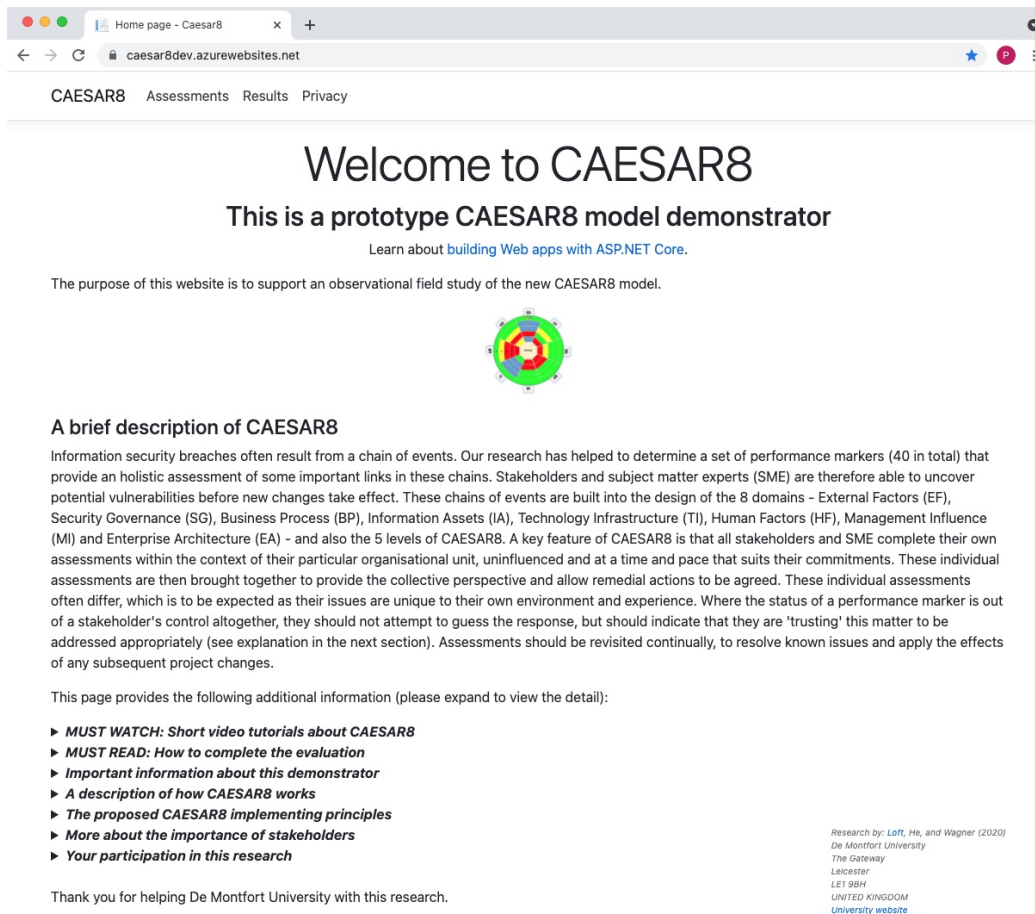 Home page - Caesar8
caesar8dev.azurewebsites.net
P
CAESAR8 Assessments Results Privacy
Welcome to CAESAR8
This is a prototype CAESAR8 model demonstrator
Learn about building Web apps with ASP.NET Core.
The purpose of this website is to support an observational field study of the new CAESAR8 model.
A brief description of CAESAR8
Information security breaches often result from a chain of events. Our research has helped to determine a set of performance markers (40 in total) that
provide an holistic assessment of some important links in these chains. Stakeholders and subject matter experts (SME) are therefore able to uncover
potential vulnerabilities before new changes take effect. These chains of events are built into the design of the 8 domains - External Factors (EF),
Security Governance (SG), Business Process (BP), Information Assets (IA), Technology Infrastructure (TI), Human Factors (HF), Management Influence
(MI) and Enterprise Architecture (EA) - and also the 5 levels of CAESAR8. A key feature of CAESAR8 is that all stakeholders and SME complete their own
assessments within the context of their particular organisational unit, uninfluenced and at a time and pace that suits their commitments. These individual
assessments are then brought together to provide the collective perspective and allow remedial actions to be agreed. These individual assessments
often differ, which is to be expected as their issues are unique to their own environment and experience. Where the status of a performance marker is out
of a stakeholder's control altogether, they should not attempt to guess the response, but should indicate that they are 'trusting' this matter to be
addressed appropriately (see explanation in the next section). Assessments should be revisited continually, to resolve known issues and apply the effects
of any subsequent project changes.
This page provides the following additional information (please expand to view the detail):
MUST WATCH: Short video tutorials about CAESAR8
MUST READ: How to complete the evaluation
Important information about this demonstrator
A description of how CAESAR8 works
The proposed CAESAR8 implementing principles
More about the importance of stakeholders
Your participation in this research
Thank you for helping De Montfort University with this research.
Research by: Loft, He, and Wagner (2020)
De Montfort University
The Gateway
Leicester
LE1 9BH
UNITED KINGDOM
University website